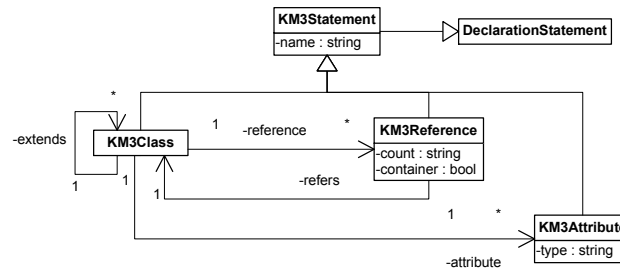 KM3Statement
-name : string
DeclarationStatement
*
-extends
KM3Class
1
1
1
-reference
*
KM3Reference
-count : string
-container : bool
-refers
1
1
*
KM3Attribute
-type : string
-attribute